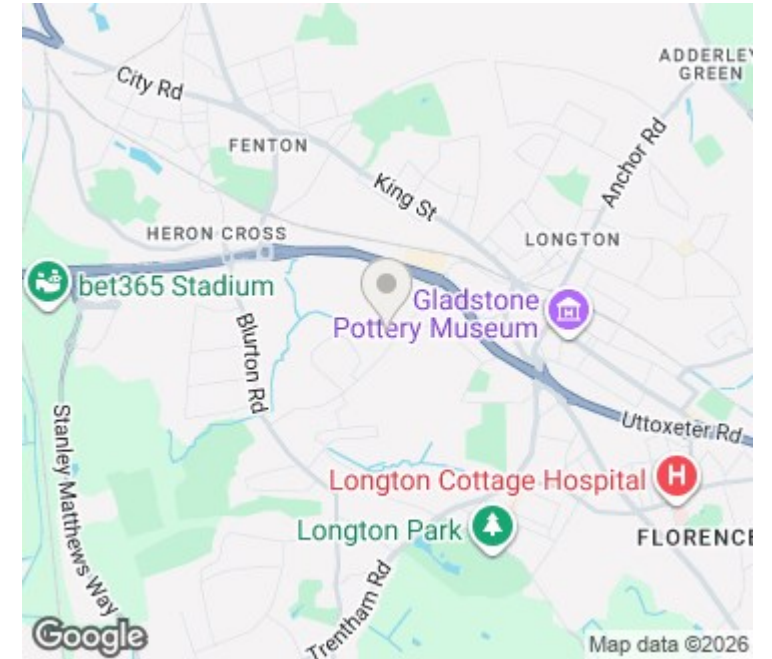 ADDERLEY
GREEN
City Rd
FENTON
Anchor Rd
King St
HERON CROSS
LONGTON
bet365 Stadium
Gladstone
Pottery Museum
Blurton Rd
Uttoxeter Rd
Stanley Matthews Way
Longton Cottage Hospital
H
Longton Park
FLORENCE
Trentham Rd
Google
Map data ©2026